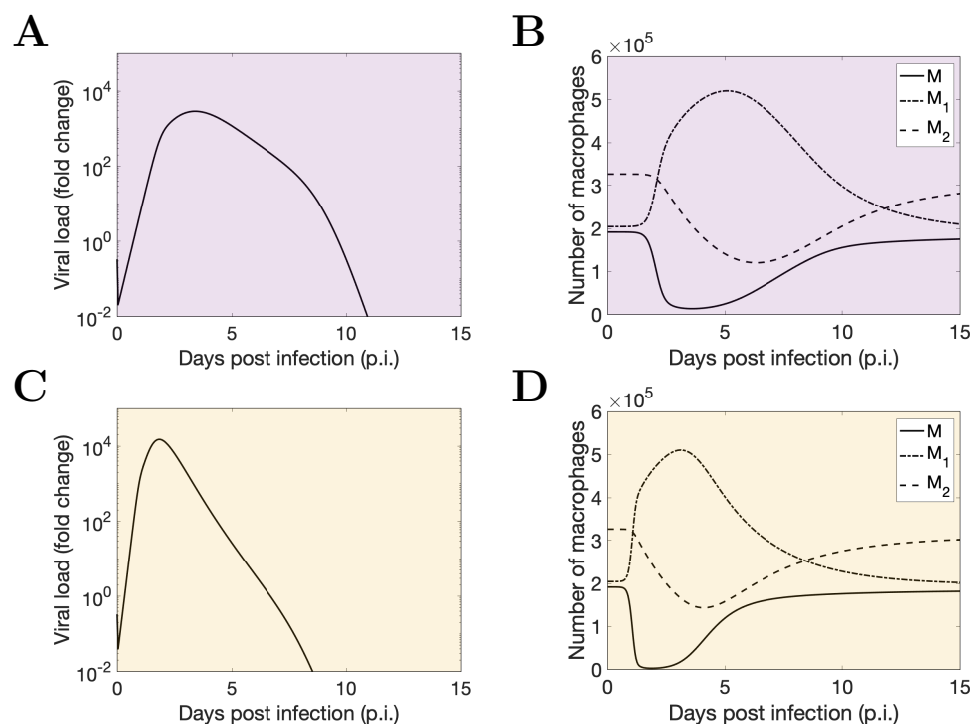 A
Viral load (fold change)
10^4
10^2
10^0
10^-2
0 5 10 15
Days post infection (p.i.)
B
×10^5
Number of macrophages
6
5
4
3
2
1
0
M
M_1
M_2
0 5 10 15
Days post infection (p.i.)
C
Viral load (fold change)
10^4
10^2
10^0
10^-2
0 5 10 15
Days post infection (p.i.)
D
×10^5
Number of macrophages
6
5
4
3
2
1
0
M
M_1
M_2
0 5 10 15
Days post infection (p.i.)